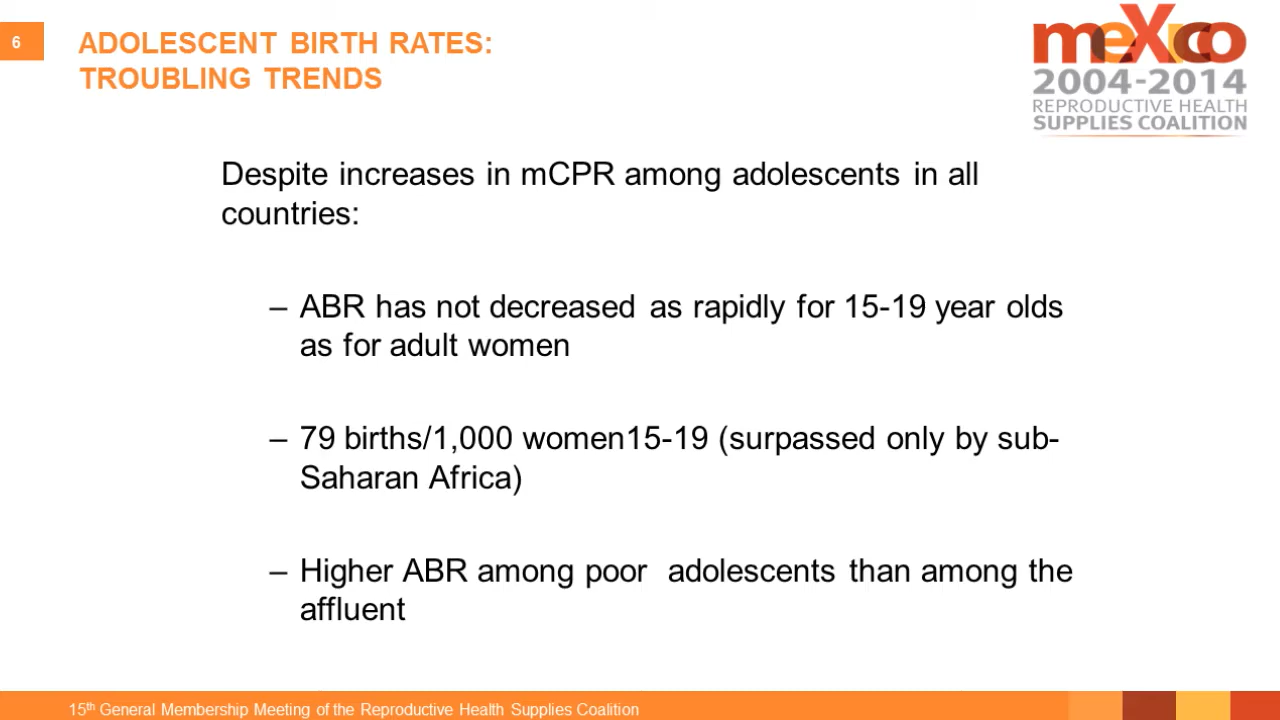 6
ADOLESCENT BIRTH RATES:
TROUBLING TRENDS
meXico
2004-2014
REPRODUCTIVE HEALTH
SUPPLIES COALITION
Despite increases in mCPR among adolescents in all
countries:
– ABR has not decreased as rapidly for 15-19 year olds
as for adult women
– 79 births/1,000 women15-19 (surpassed only by sub-
Saharan Africa)
– Higher ABR among poor adolescents than among the
affluent
15th General Membership Meeting of the Reproductive Health Supplies Coalition